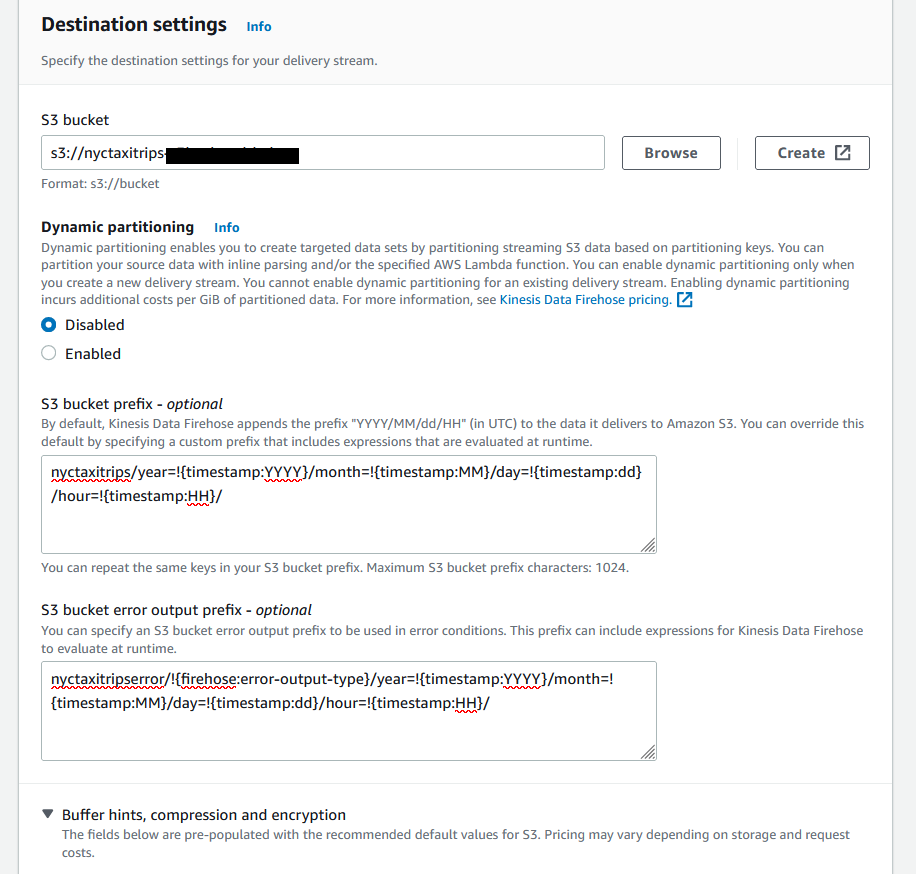 Destination settings Info
Specify the destination settings for your delivery stream.
S3 bucket
s3://nyctaxitrips-
Browse
Create
Format: s3://bucket
Dynamic partitioning Info
Dynamic partitioning enables you to create targeted data sets by partitioning streaming S3 data based on partitioning keys. You can
partition your source data with inline parsing and/or the specified AWS Lambda function. You can enable dynamic partitioning only when
you create a new delivery stream. You cannot enable dynamic partitioning for an existing delivery stream. Enabling dynamic partitioning
incurs additional costs per GiB of partitioned data. For more information, see Kinesis Data Firehose pricing.
Disabled
Enabled
S3 bucket prefix - optional
By default, Kinesis Data Firehose appends the prefix "YYYY/MM/dd/HH" (in UTC) to the data it delivers to Amazon S3. You can override this
default by specifying a custom prefix that includes expressions that are evaluated at runtime.
nyctaxitrips/year=!{timestamp:YYYY}/month=!{timestamp:MM}/day=!{timestamp:dd}
/hour=!{timestamp:HH}/
You can repeat the same keys in your S3 bucket prefix. Maximum S3 bucket prefix characters: 1024.
S3 bucket error output prefix - optional
You can specify an S3 bucket error output prefix to be used in error conditions. This prefix can include expressions for Kinesis Data Firehose
to evaluate at runtime.
nyctaxitripserror/!{firehose:error-output-type}/year=!{timestamp:YYYY}/month=!
{timestamp:MM}/day=!{timestamp:dd}/hour=!{timestamp:HH}/
Buffer hints, compression and encryption
The fields below are pre-populated with the recommended default values for S3. Pricing may vary depending on storage and request
costs.